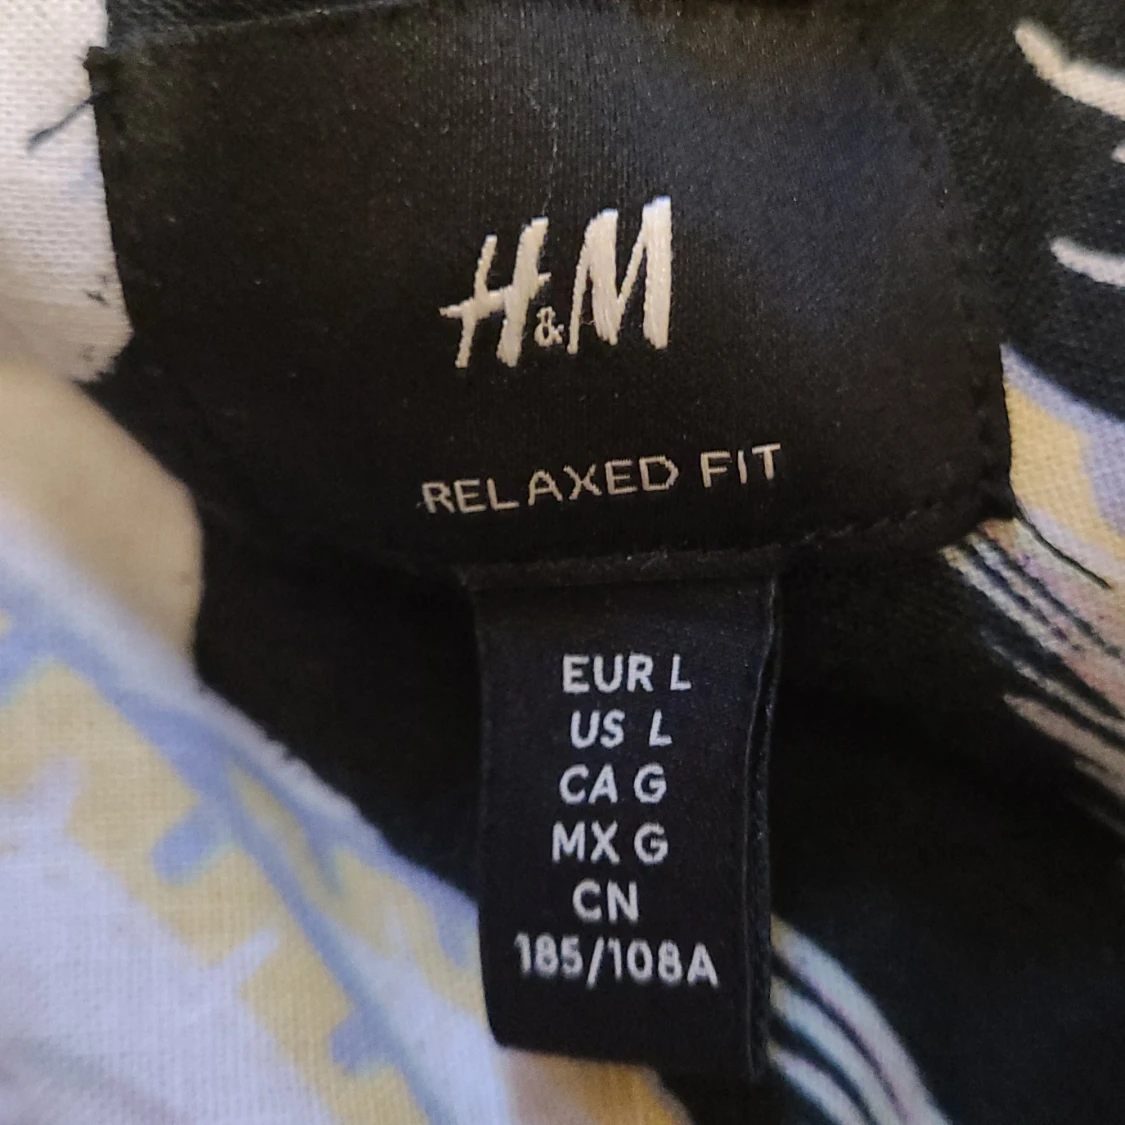 H&M
RELAXED FIT
EUR L
US L
CA G
MX G
CN
185/108A